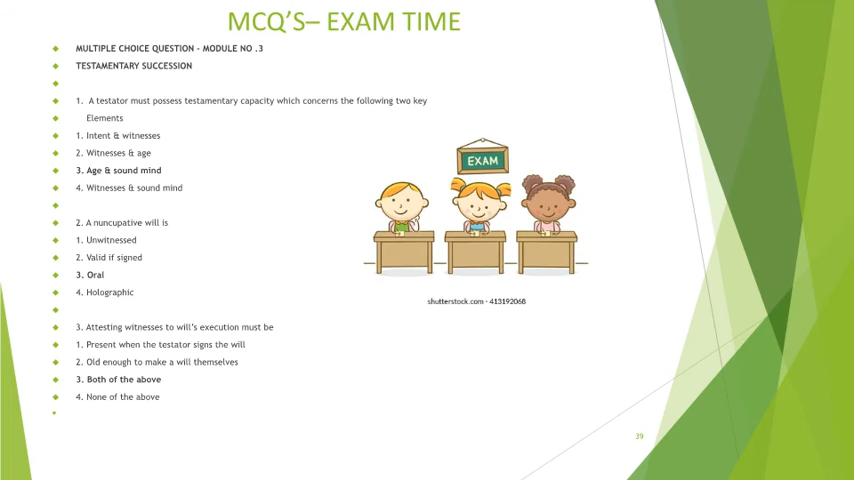 MCQ'S– EXAM TIME
MULTIPLE CHOICE QUESTION – MODULE NO .3
TESTAMENTARY SUCCESSION
1. A testator must possess testamentary capacity which concerns the following two key
Elements
1. Intent & witnesses
2. Witnesses & age
3. Age & sound mind
4. Witnesses & sound mind
2. A nuncupative will is
1. Unwitnessed
2. Valid if signed
3. Oral
4. Holographic
3. Attesting witnesses to will's execution must be
1. Present when the testator signs the will
2. Old enough to make a will themselves
3. Both of the above
4. None of the above
EXAM
shutterstock.com · 413192068
39